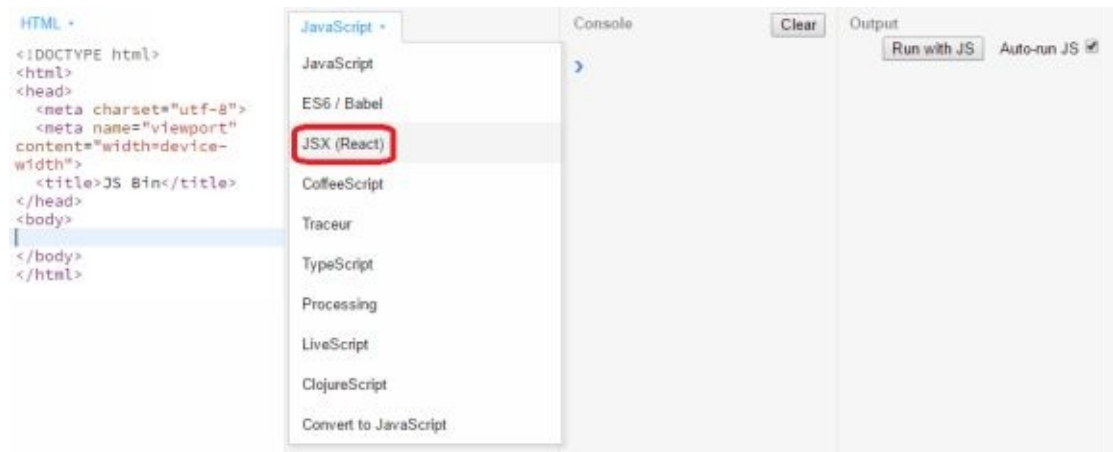 HTML
<!DOCTYPE html>
<html>
<head>
<meta charset="utf-8">
<meta name="viewport"
content="width=device-
width">
<title>JS Bin</title>
</head>
<body>
</body>
</html>
JavaScript
JavaScript
ES6 / Babel
JSX (React)
CoffeeScript
Traceur
TypeScript
Processing
LiveScript
ClojureScript
Convert to JavaScript
Console
Clear
Output
Run with JS
Auto-run JS